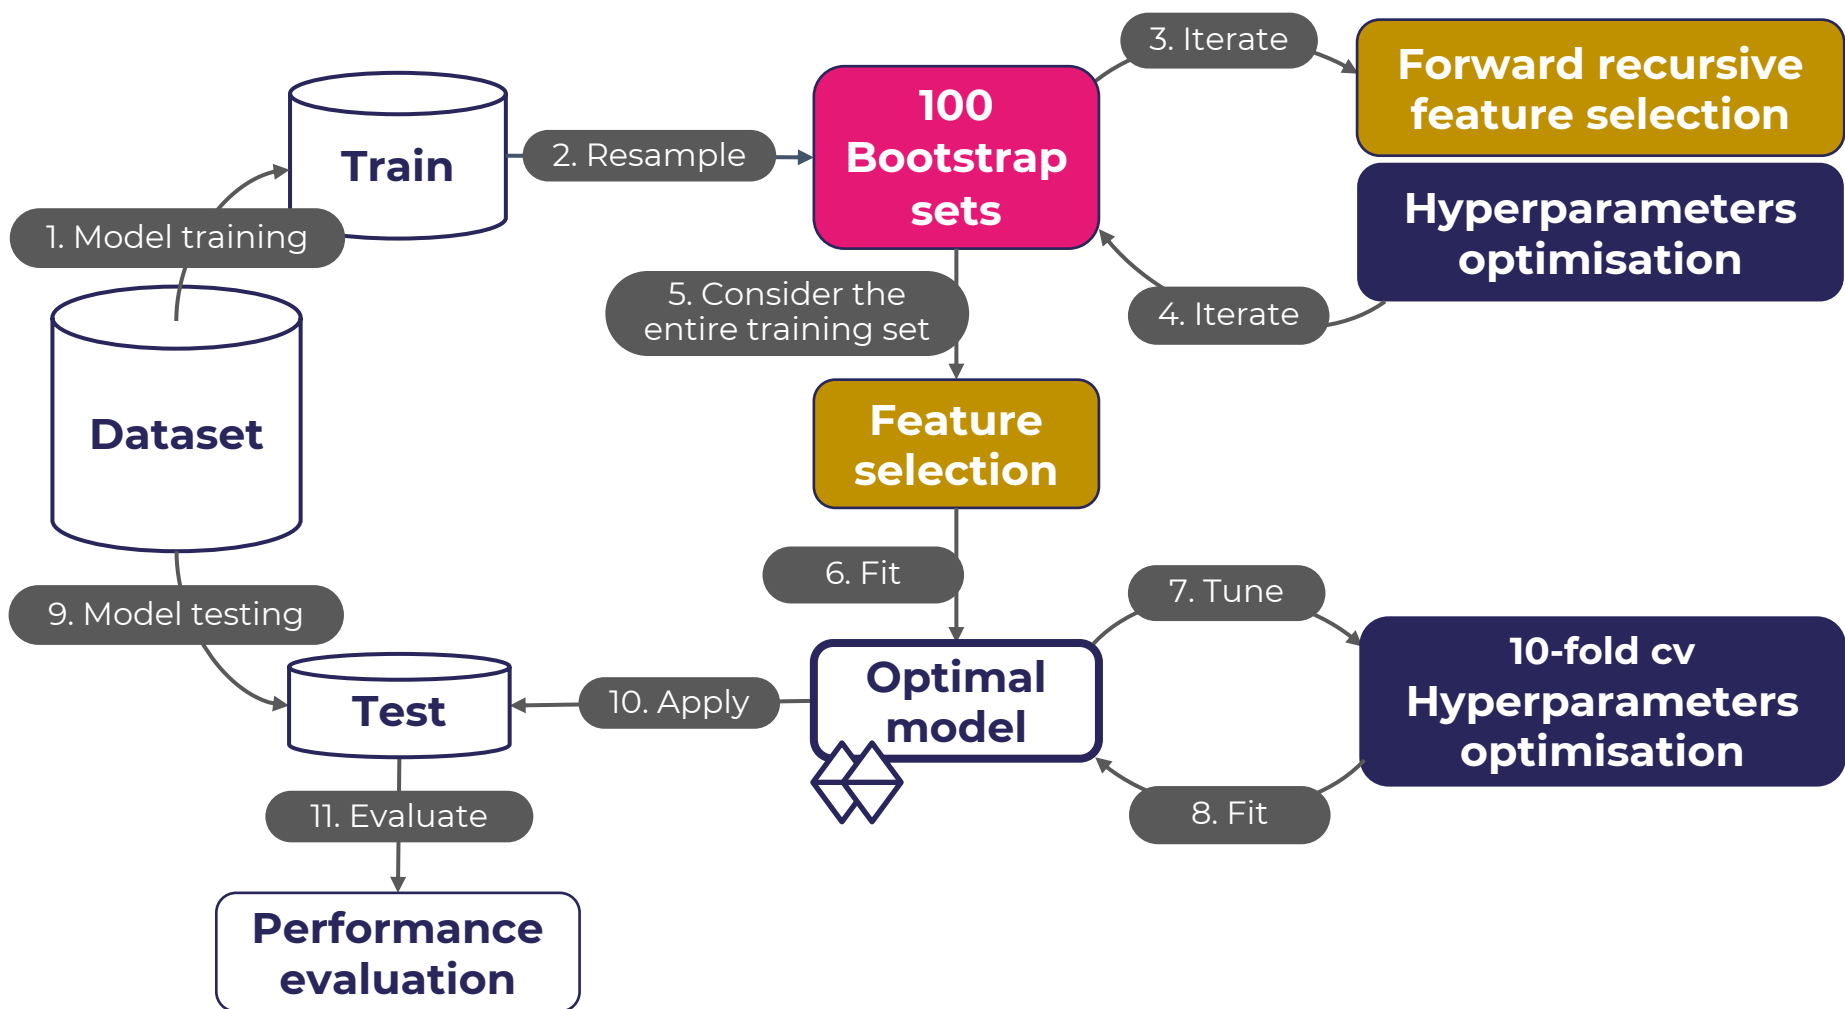 3. Iterate
Forward recursive
feature selection
100
Bootstrap
sets
Train
2. Resample
1. Model training
Hyperparameters
optimisation
5. Consider the
entire training set
4. Iterate
Dataset
Feature
selection
6. Fit
7. Tune
9. Model testing
10-fold cv
Hyperparameters
optimisation
Optimal
model
10. Apply
Test
8. Fit
11. Evaluate
Performance
evaluation